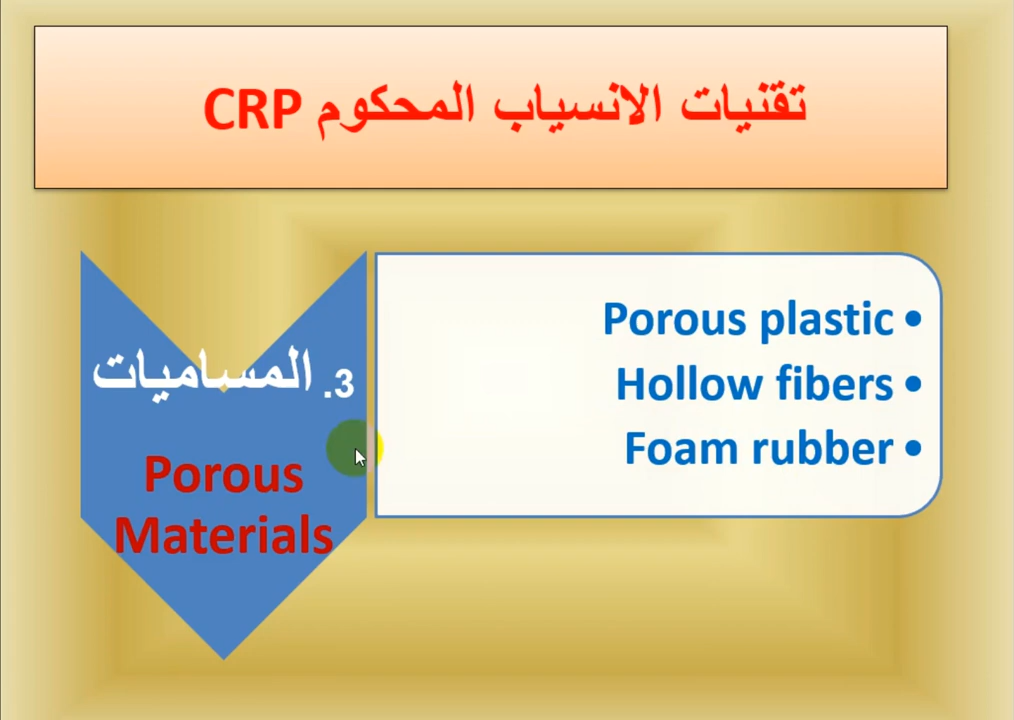 تقنيات الانسياب المحكوم CRP
3. المساميات
Porous
Materials
• Porous plastic
• Hollow fibers
• Foam rubber